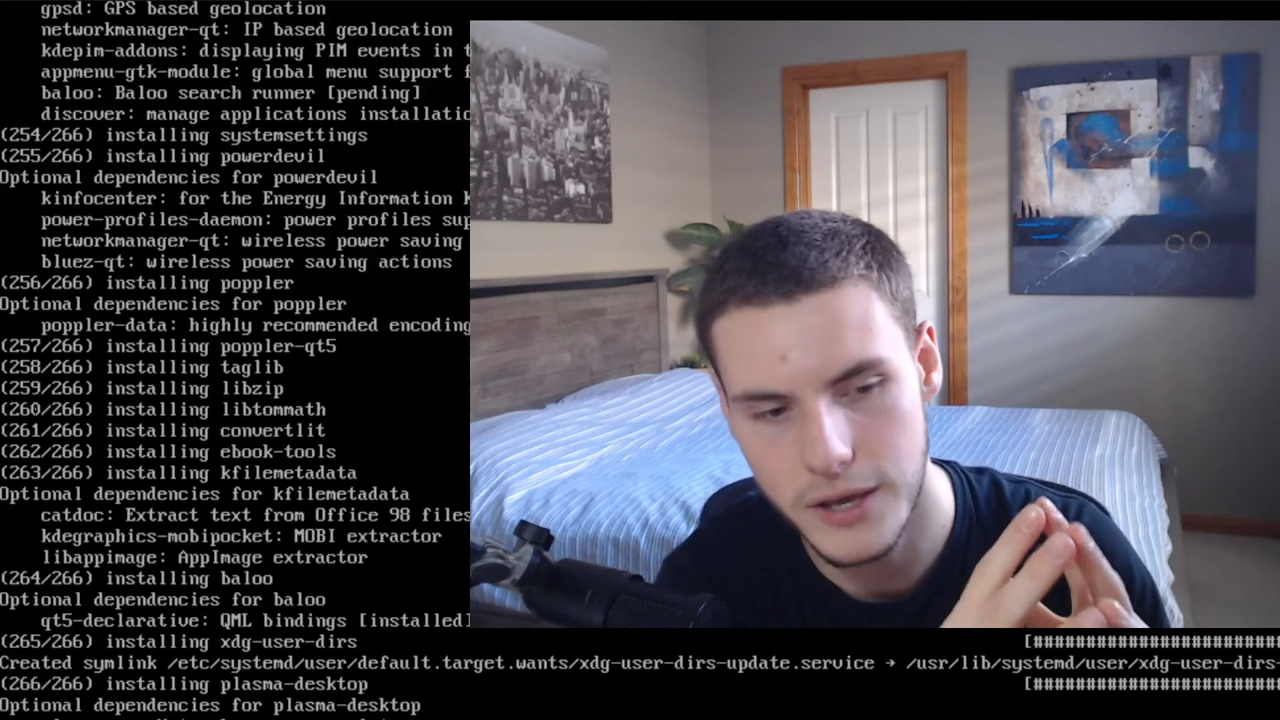 gpsd: GPS based geolocation
networkmanager-qt: IP based geolocation
kdepim-addons: displaying PIM events in t
appmenu-gtk-module: global menu support f
baloo: Baloo search runner [pending]
discover: manage applications installatio
(254/266) installing systemsettings
(255/266) installing powerdevil
Optional dependencies for powerdevil
kinfocenter: for the Energy Information K
power-profiles-daemon: power profiles sup
networkmanager-qt: wireless power saving
bluez-qt: wireless power saving actions
(256/266) installing poppler
Optional dependencies for poppler
poppler-data: highly recommended encoding
(257/266) installing poppler-qt5
(258/266) installing taglib
(259/266) installing libzip
(260/266) installing libtommath
(261/266) installing convertlit
(262/266) installing ebook-tools
(263/266) installing kfilemetadata
Optional dependencies for kfilemetadata
catdoc: Extract text from Office 98 files
kdegraphics-mobipocket: MOBI extractor
libappimage: AppImage extractor
(264/266) installing baloo
Optional dependencies for baloo
qt5-declarative: QML bindings [installed]
(265/266) installing xdg-user-dirs [########################
Created symlink /etc/systemd/user/default.target.wants/xdg-user-dirs-update.service → /usr/lib/systemd/user/xdg-user-dirs-
(266/266) installing plasma-desktop [########################
Optional dependencies for plasma-desktop